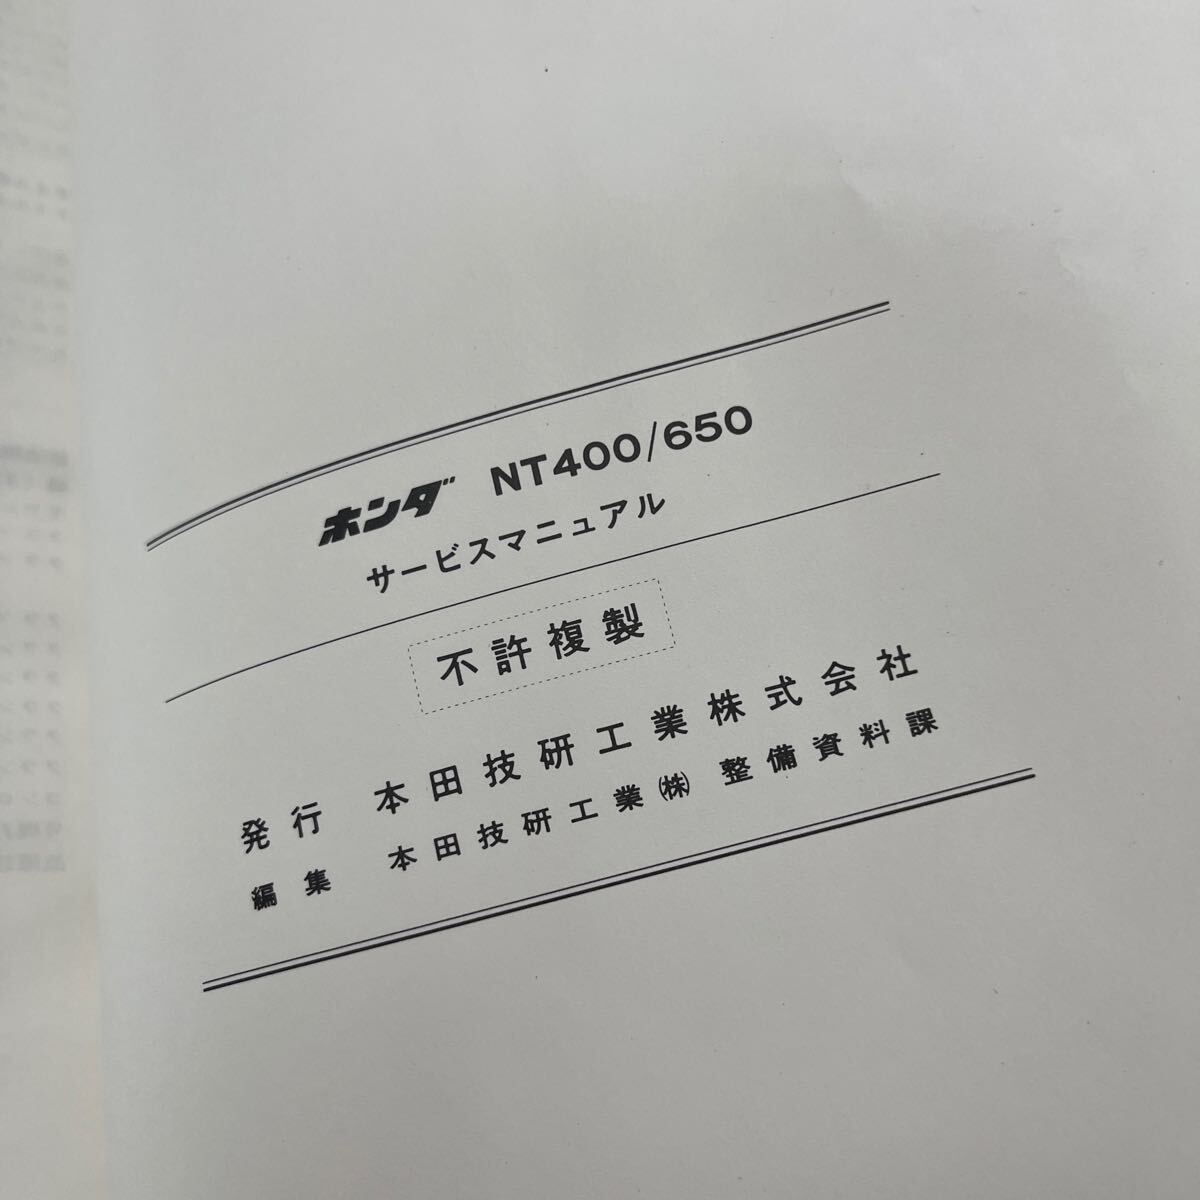 ホンダ NT400/650
サービスマニュアル
不許複製
発行 本田技研工業株式会社
編集 本田技研工業㈱ 整備資料課